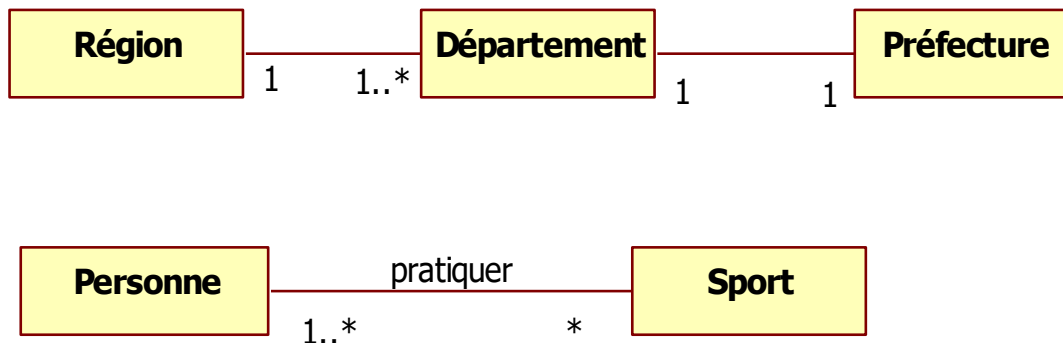 Région
Département
Préfecture
1
1..*
1
1
Personne
pratiquer
Sport
1..*
*